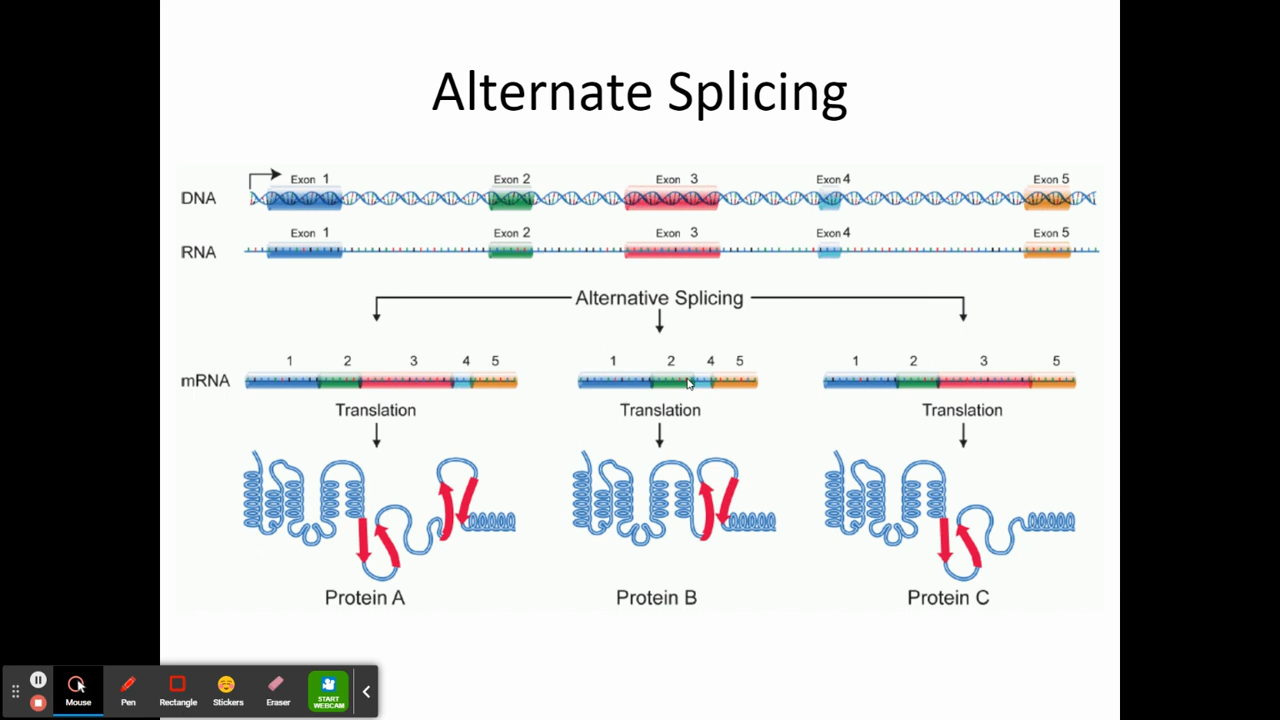 Alternate Splicing
Exon 1 Exon 2 Exon 3 Exon 4 Exon 5
DNA
Exon 1 Exon 2 Exon 3 Exon 4 Exon 5
RNA
Alternative Splicing
1 2 3 4 5 1 2 4 5 1 2 3 5
mRNA
Translation Translation Translation
Protein A Protein B Protein C
Mouse Pen Rectangle Stickers Eraser START WEBCAM